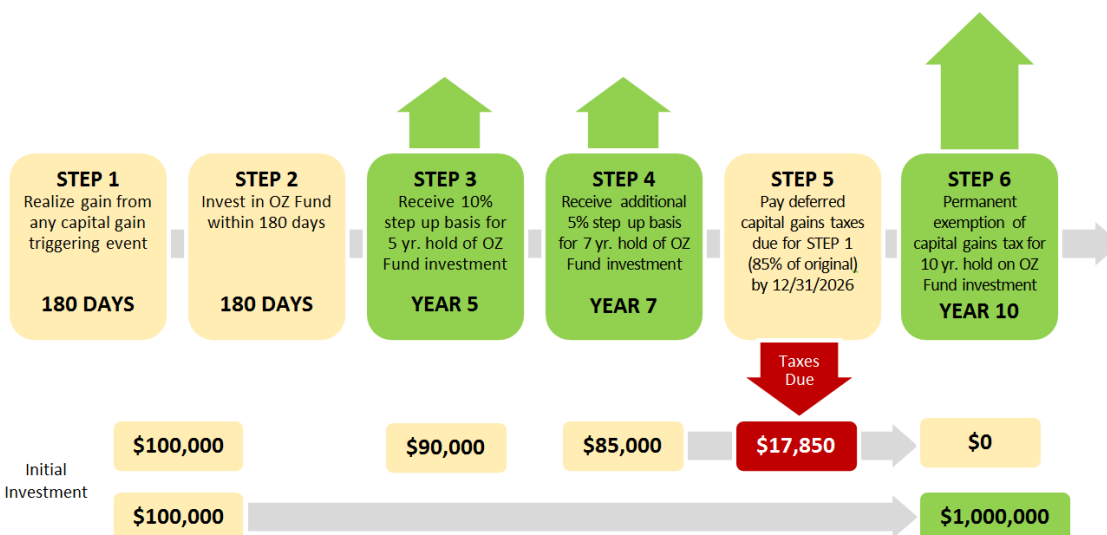 STEP 1
Realize gain from
any capital gain
triggering event
180 DAYS
STEP 2
Invest in OZ Fund
within 180 days
180 DAYS
STEP 3
Receive 10%
step up basis for
5 yr. hold of OZ
Fund investment
YEAR 5
STEP 4
Receive additional
5% step up basis
for 7 yr. hold of OZ
Fund investment
YEAR 7
STEP 5
Pay deferred
capital gains taxes
due for STEP 1
(85% of original)
by 12/31/2026
STEP 6
Permanent
exemption of
capital gains tax for
10 yr. hold on OZ
Fund investment
YEAR 10
Taxes
Due
Initial
Investment
$100,000
$90,000
$85,000
$17,850
$0
$100,000
$1,000,000